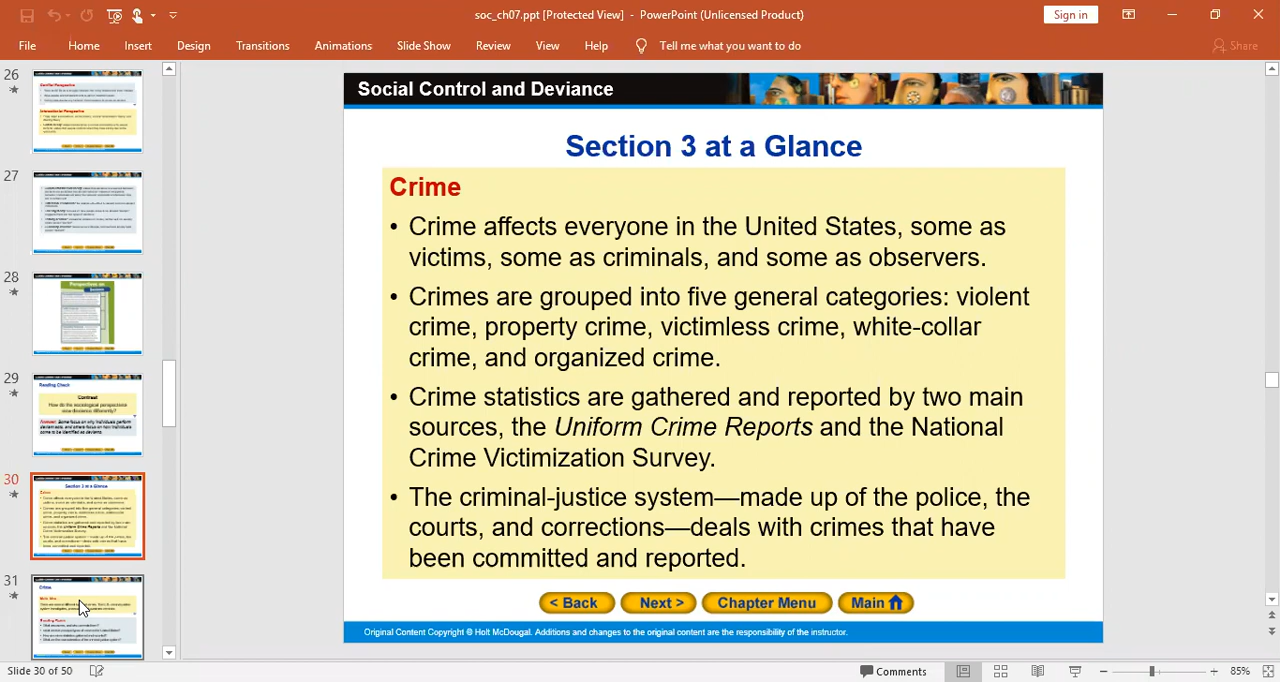 soc_ch07.ppt [Protected View] - PowerPoint (Unlicensed Product)
Sign in
File Home Insert Design Transitions Animations Slide Show Review View Help Tell me what you want to do Share
26
27
28
29
Reading Check
Contrast
30
31
Crime
Social Control and Deviance
Section 3 at a Glance
Crime
• Crime affects everyone in the United States, some as
victims, some as criminals, and some as observers.
• Crimes are grouped into five general categories: violent
crime, property crime, victimless crime, white-collar
crime, and organized crime.
• Crime statistics are gathered and reported by two main
sources, the Uniform Crime Reports and the National
Crime Victimization Survey.
• The criminal-justice system—made up of the police, the
courts, and corrections—deals with crimes that have
been committed and reported.
< Back Next > Chapter Menu Main
Original Content Copyright © Holt McDougal. Additions and changes to the original content are the responsibility of the instructor.
Slide 30 of 50 Comments 85%